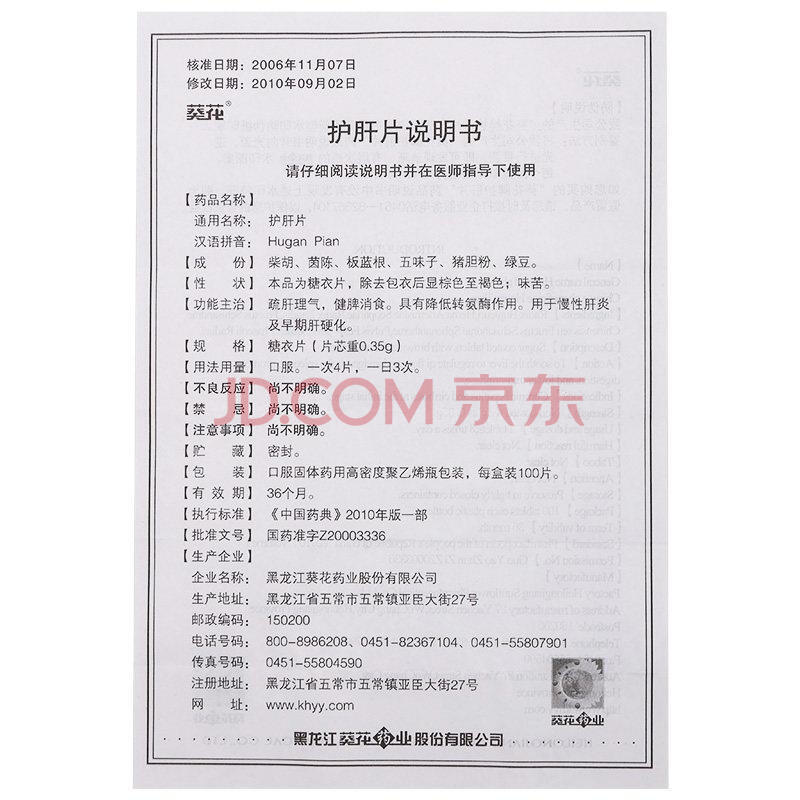 核准日期：2006年11月07日
修改日期：2010年09月02日
葵花®
护肝片说明书
请仔细阅读说明书并在医师指导下使用
【药品名称】
通用名称：护肝片
汉语拼音：Hugan Pian
【成　份】柴胡、茵陈、板蓝根、五味子、猪胆粉、绿豆。
【性　状】本品为糖衣片，除去包衣后显棕色至褐色；味苦。
【功能主治】疏肝理气，健脾消食。具有降低转氨酶作用。用于慢性肝炎
及早期肝硬化。
【规　格】糖衣片（片芯重0.35g）
【用法用量】口服。一次4片，一日3次。
【不良反应】尚不明确。
【禁　忌】尚不明确。
【注意事项】尚不明确。
JD.COM 京东
【贮　藏】密封。
【包　装】口服固体药用高密度聚乙烯瓶包装，每盒装100片。
【有 效 期】36个月。
【执行标准】《中国药典》2010年版一部
【批准文号】国药准字Z20003336
【生产企业】
企业名称：黑龙江葵花药业股份有限公司
生产地址：黑龙江省五常市五常镇亚臣大街27号
邮政编码：150200
电话号码：800-8986208、0451-82367104、0451-55807901
传真号码：0451-55804590
注册地址：黑龙江省五常市五常镇亚臣大街27号
网　址：www.khyy.com
葵花药业
黑龙江葵花药业股份有限公司